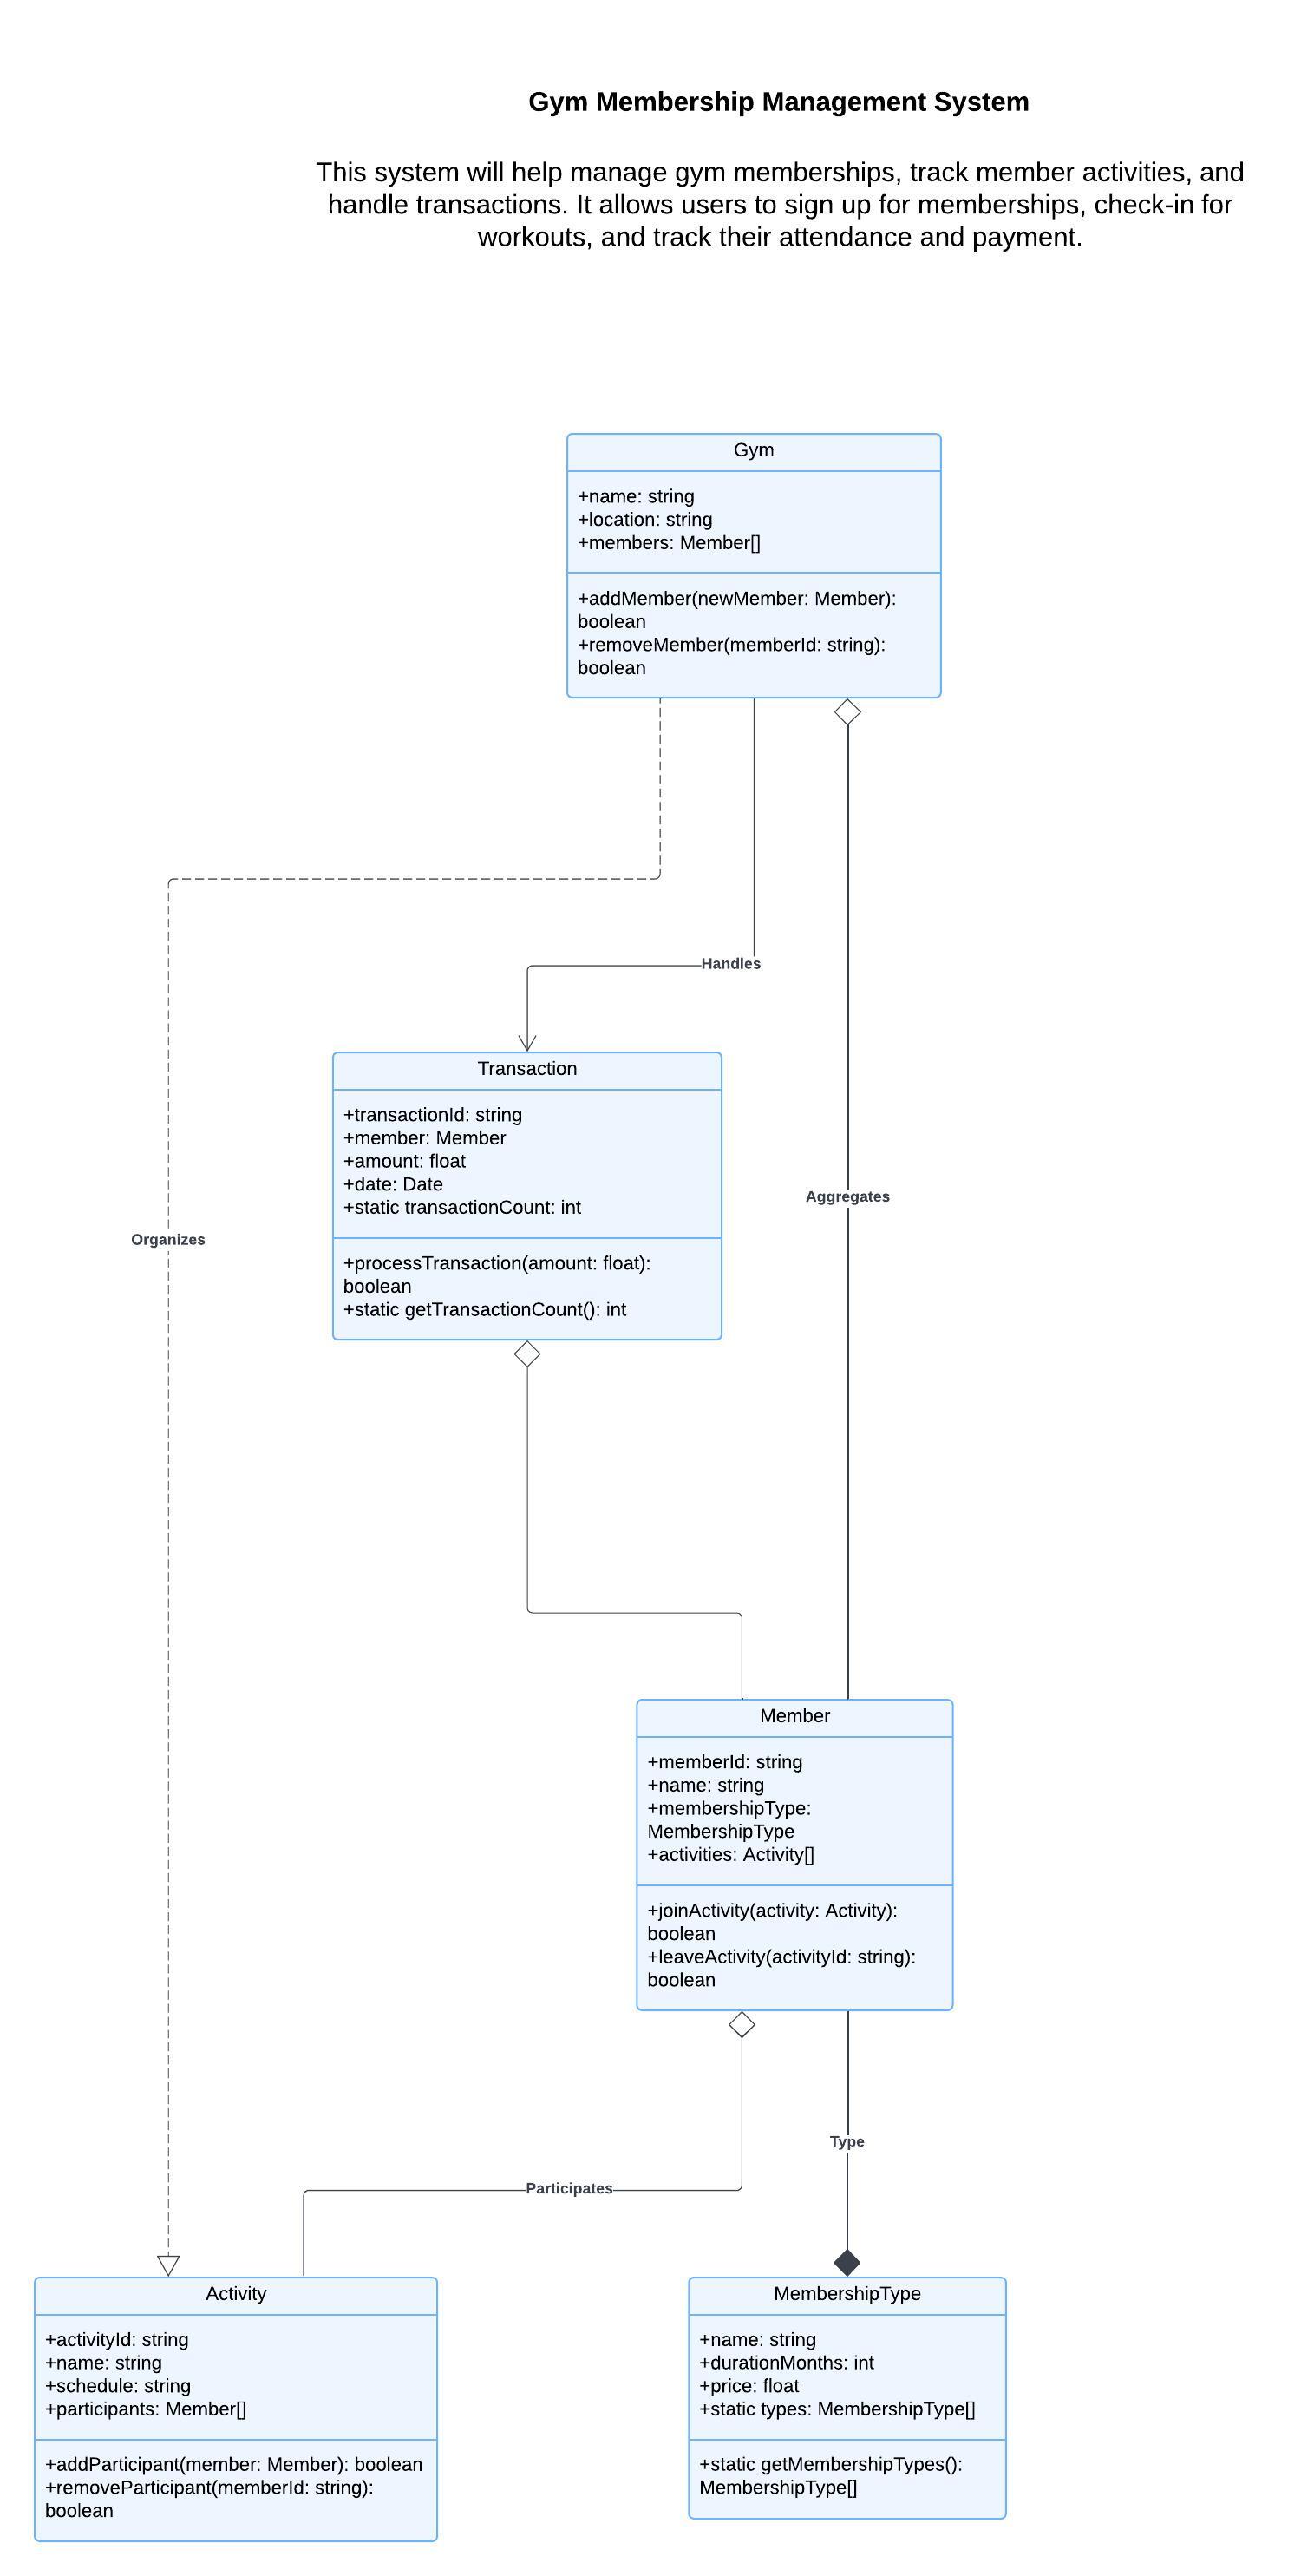 Gym Membership Management System
This system will help manage gym memberships, track member activities, and
handle transactions. It allows users to sign up for memberships, check-in for
workouts, and track their attendance and payment.
Gym
+name: string
+location: string
+members: Member[]
+addMember(newMember: Member):
boolean
+removeMember(memberId: string):
boolean
Handles
Transaction
+transactionId: string
+member: Member
+amount: float
+date: Date
+static transactionCount: int
+processTransaction(amount: float):
boolean
+static getTransactionCount(): int
Aggregates
Organizes
Member
+memberId: string
+name: string
+membershipType:
MembershipType
+activities: Activity[]
+joinActivity(activity: Activity):
boolean
+leaveActivity(activityId: string):
boolean
Type
Participates
Activity
+activityId: string
+name: string
+schedule: string
+participants: Member[]
+addParticipant(member: Member): boolean
+removeParticipant(memberId: string):
boolean
MembershipType
+name: string
+durationMonths: int
+price: float
+static types: MembershipType[]
+static getMembershipTypes():
MembershipType[]